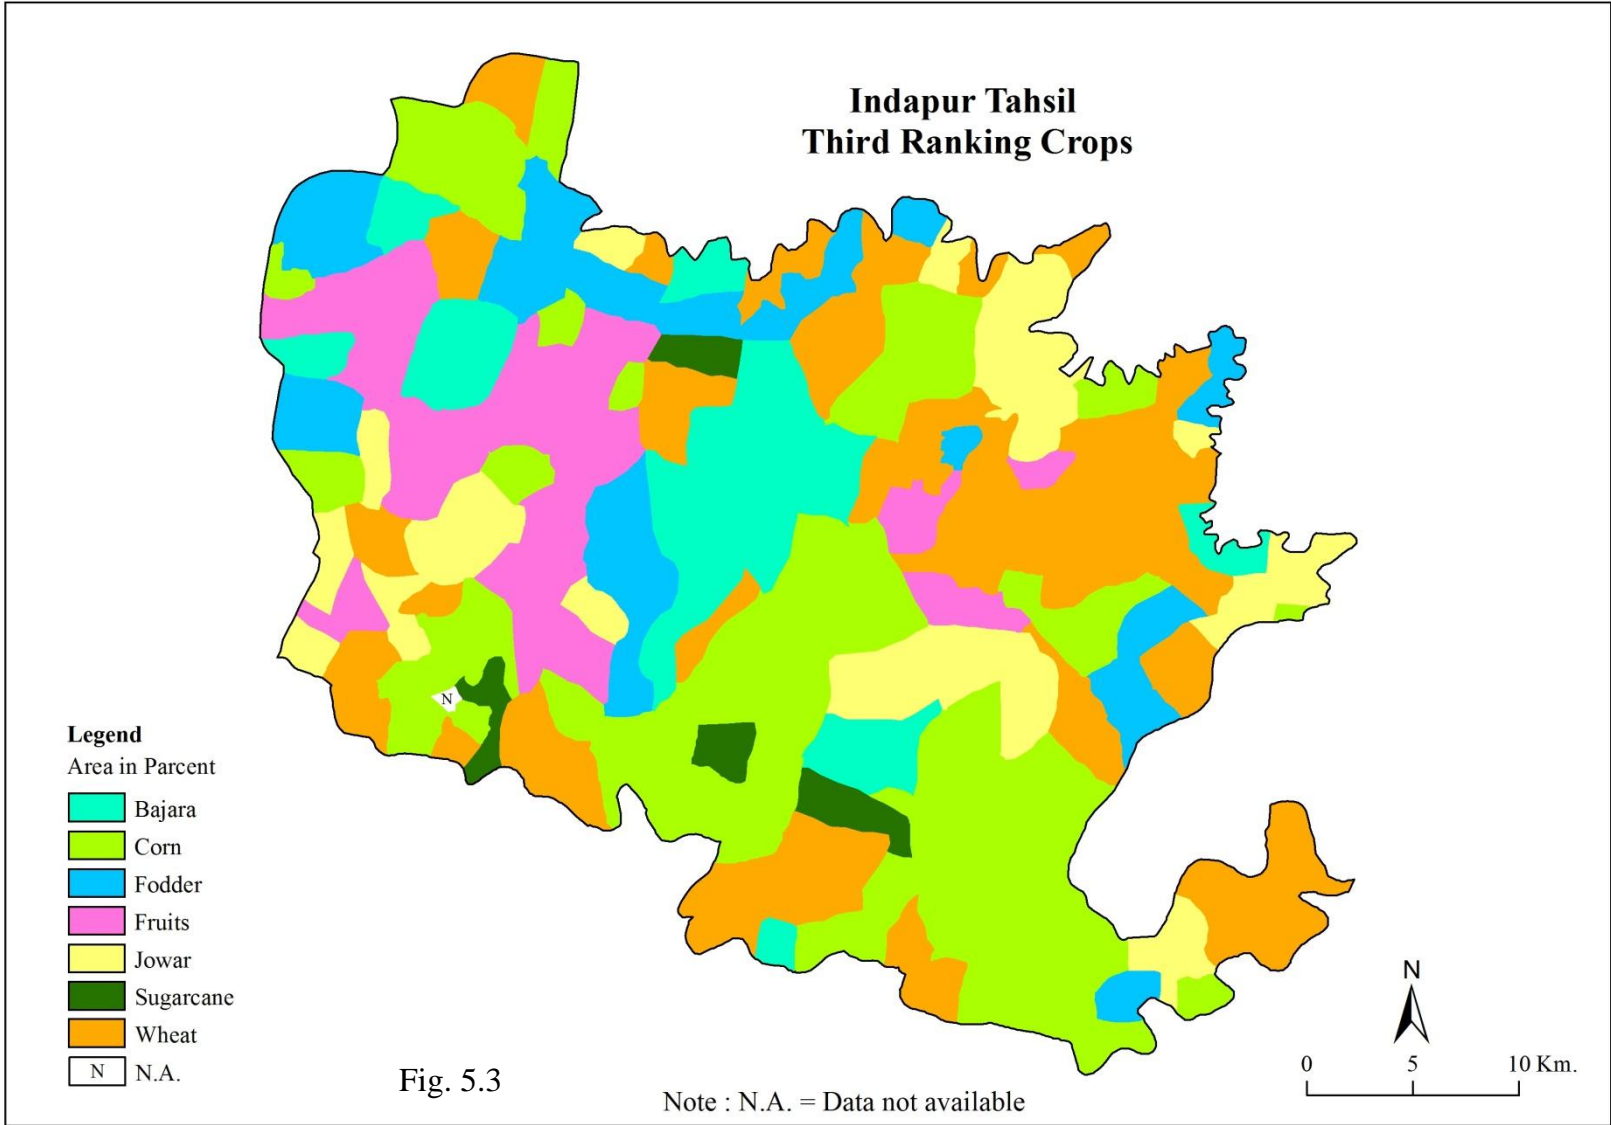 Indapur Tahsil
Third Ranking Crops
N
Legend
Area in Parcent
Bajara
Corn
Fodder
Fruits
Jowar
Sugarcane
Wheat
N N.A.
Fig. 5.3
Note : N.A. = Data not available
N
0 5 10 Km.